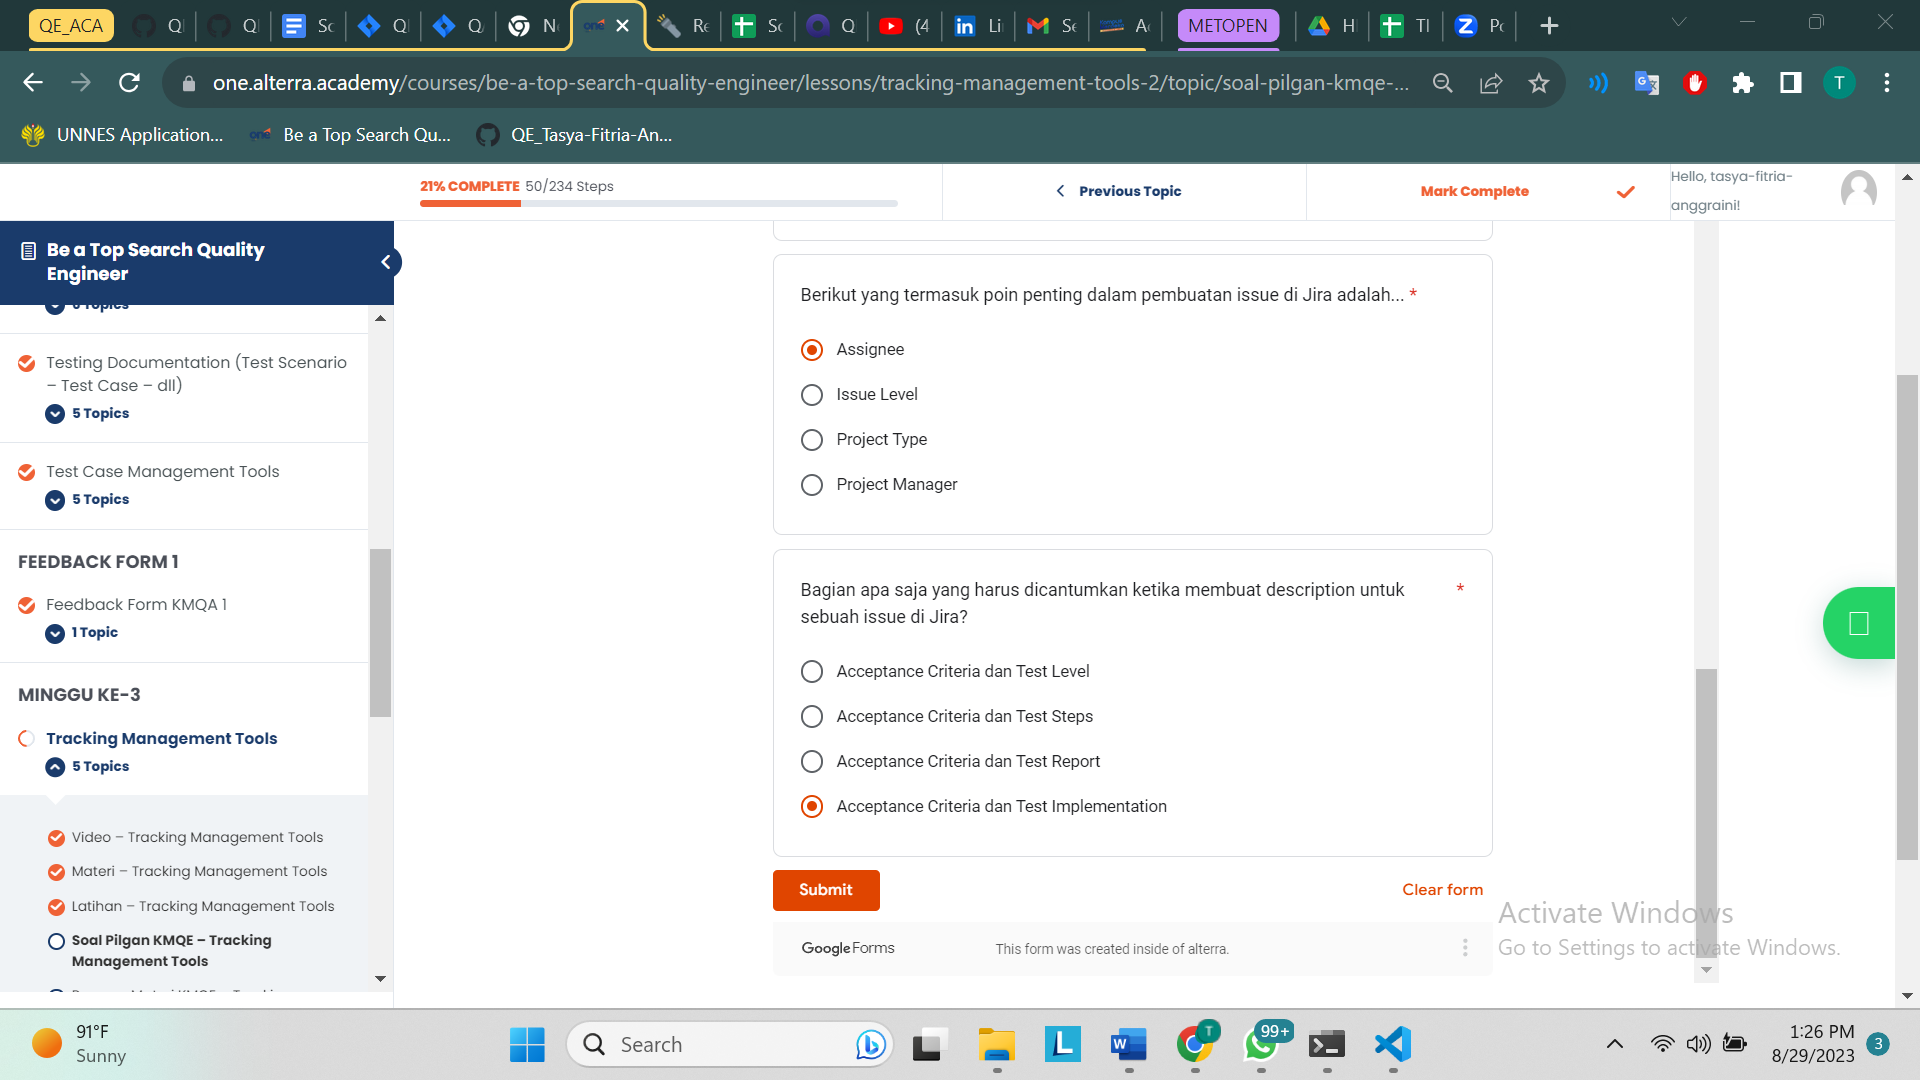 QE_ACA
METOPEN
one.alterra.academy/courses/be-a-top-search-quality-engineer/lessons/tracking-management-tools-2/topic/soal-pilgan-kmqe-...
T
UNNES Application...
Be a Top Search Qu...
QE_Tasya-Fitria-An...
21% COMPLETE 50/234 Steps
Previous Topic
Mark Complete
Hello, tasya-fitria-
anggraini!
Be a Top Search Quality
Engineer
Testing Documentation (Test Scenario
– Test Case – dll)
5 Topics
Test Case Management Tools
5 Topics
FEEDBACK FORM 1
Feedback Form KMQA 1
1 Topic
MINGGU KE-3
Tracking Management Tools
5 Topics
Video – Tracking Management Tools
Materi – Tracking Management Tools
Latihan – Tracking Management Tools
Soal Pilgan KMQE – Tracking
Management Tools
Berikut yang termasuk poin penting dalam pembuatan issue di Jira adalah... *
Assignee
Issue Level
Project Type
Project Manager
Bagian apa saja yang harus dicantumkan ketika membuat description untuk *
sebuah issue di Jira?
Acceptance Criteria dan Test Level
Acceptance Criteria dan Test Steps
Acceptance Criteria dan Test Report
Acceptance Criteria dan Test Implementation
Submit
Clear form
Google Forms
This form was created inside of alterra.
Activate Windows
Go to Settings to activate Windows.
91°F
Sunny
Search
99+
1:26 PM
8/29/2023
3